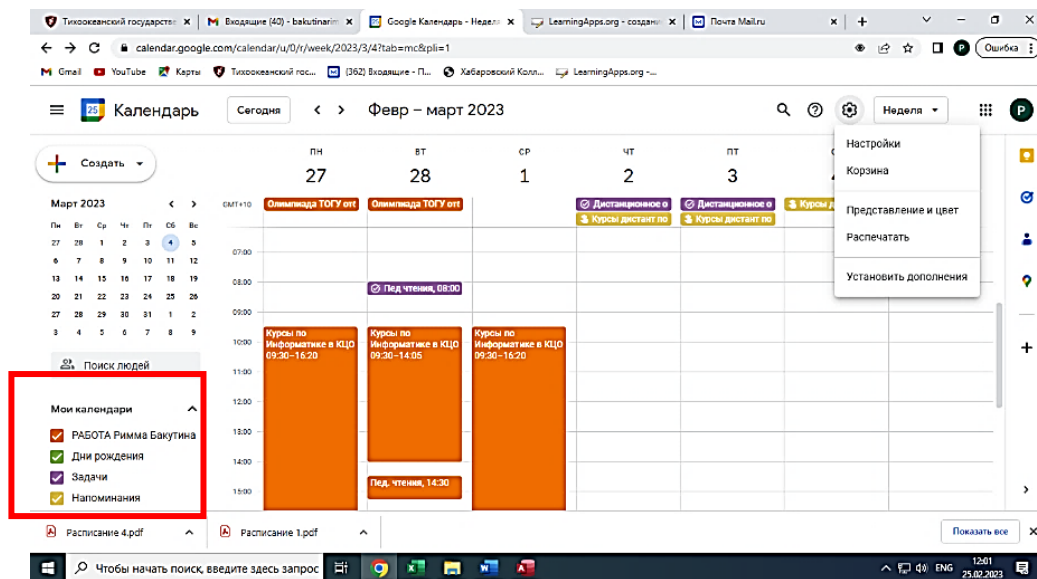 Тихоокеанский государстве
Входящие (40) - bakutinarim
Google Календарь - Неделя
LearningApps.org - создани
Почта Mail.ru
calendar.google.com/calendar/u/0/r/week/2023/3/4?tab=mc&pli=1
Ошибка
Gmail
YouTube
Карты
Тихоокеанский гос...
(362) Входящие - П...
Хабаровский Колл...
LearningApps.org -...
25
Календарь
Сегодня
Февр – март 2023
Неделя
P
Настройки
Корзина
Представление и цвет
Распечатать
Установить дополнения
Создать
ПН
ВТ
СР
ЧТ
ПТ
27
28
1
2
3
Март 2023
Пн Вт Ср Чт Пт Сб Вс
27 28 1 2 3 4 5
6 7 8 9 10 11 12
13 14 15 16 17 18 19
20 21 22 23 24 25 26
27 28 29 30 31 1 2
3 4 5 6 7 8 9
GMT+10
Олимпиада ТОГУ отб
Олимпиада ТОГУ отб
Дистанционное о
Дистанционное о
Курсы дистант по
Курсы дистант по
Курсы д
07:00
08:00
Пед чтения, 08:00
09:00
10:00
11:00
12:00
13:00
14:00
15:00
Курсы по
Информатике в КЦО
09:30–16:20
Курсы по
Информатике в КЦО
09:30–14:05
Курсы по
Информатике в КЦО
09:30–16:20
Пед. чтения, 14:30
Поиск людей
Мои календари
РАБОТА Римма Бакутина
Дни рождения
Задачи
Напоминания
Расписание 4.pdf
Расписание 1.pdf
Показать все
Чтобы начать поиск, введите здесь запрос
ENG
12:01
25.02.2023